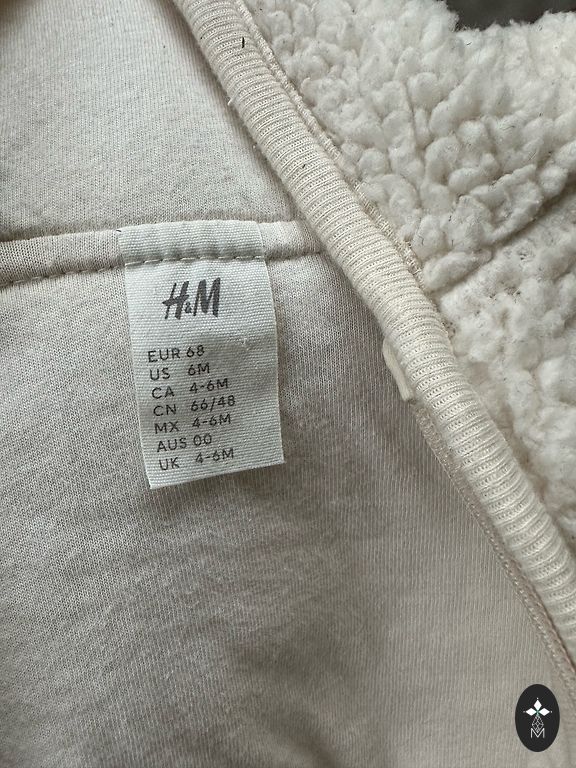 H&M
EUR 68
US 6M
CA 4-6M
CN 66/48
MX 4-6M
AUS 00
UK 4-6M
M